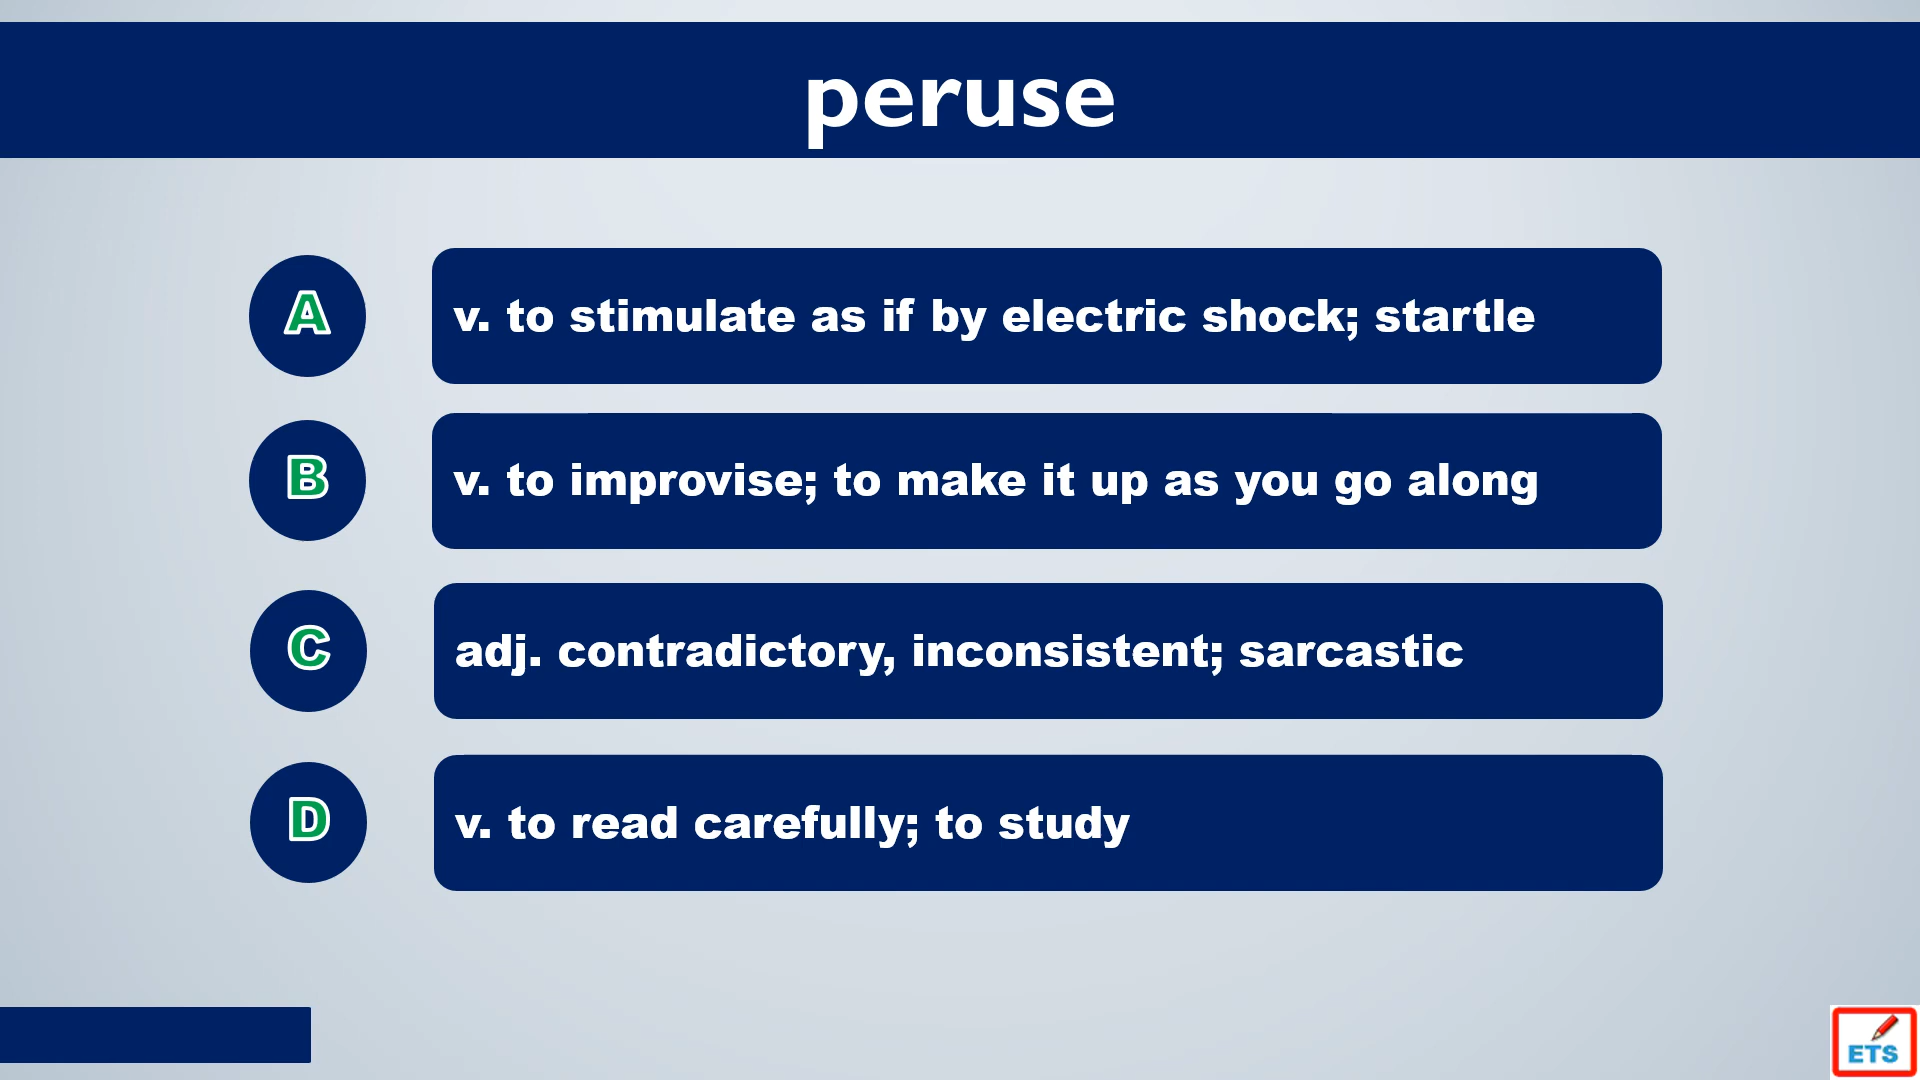 peruse
A
v. to stimulate as if by electric shock; startle
B
v. to improvise; to make it up as you go along
C
adj. contradictory, inconsistent; sarcastic
D
v. to read carefully; to study
ETS